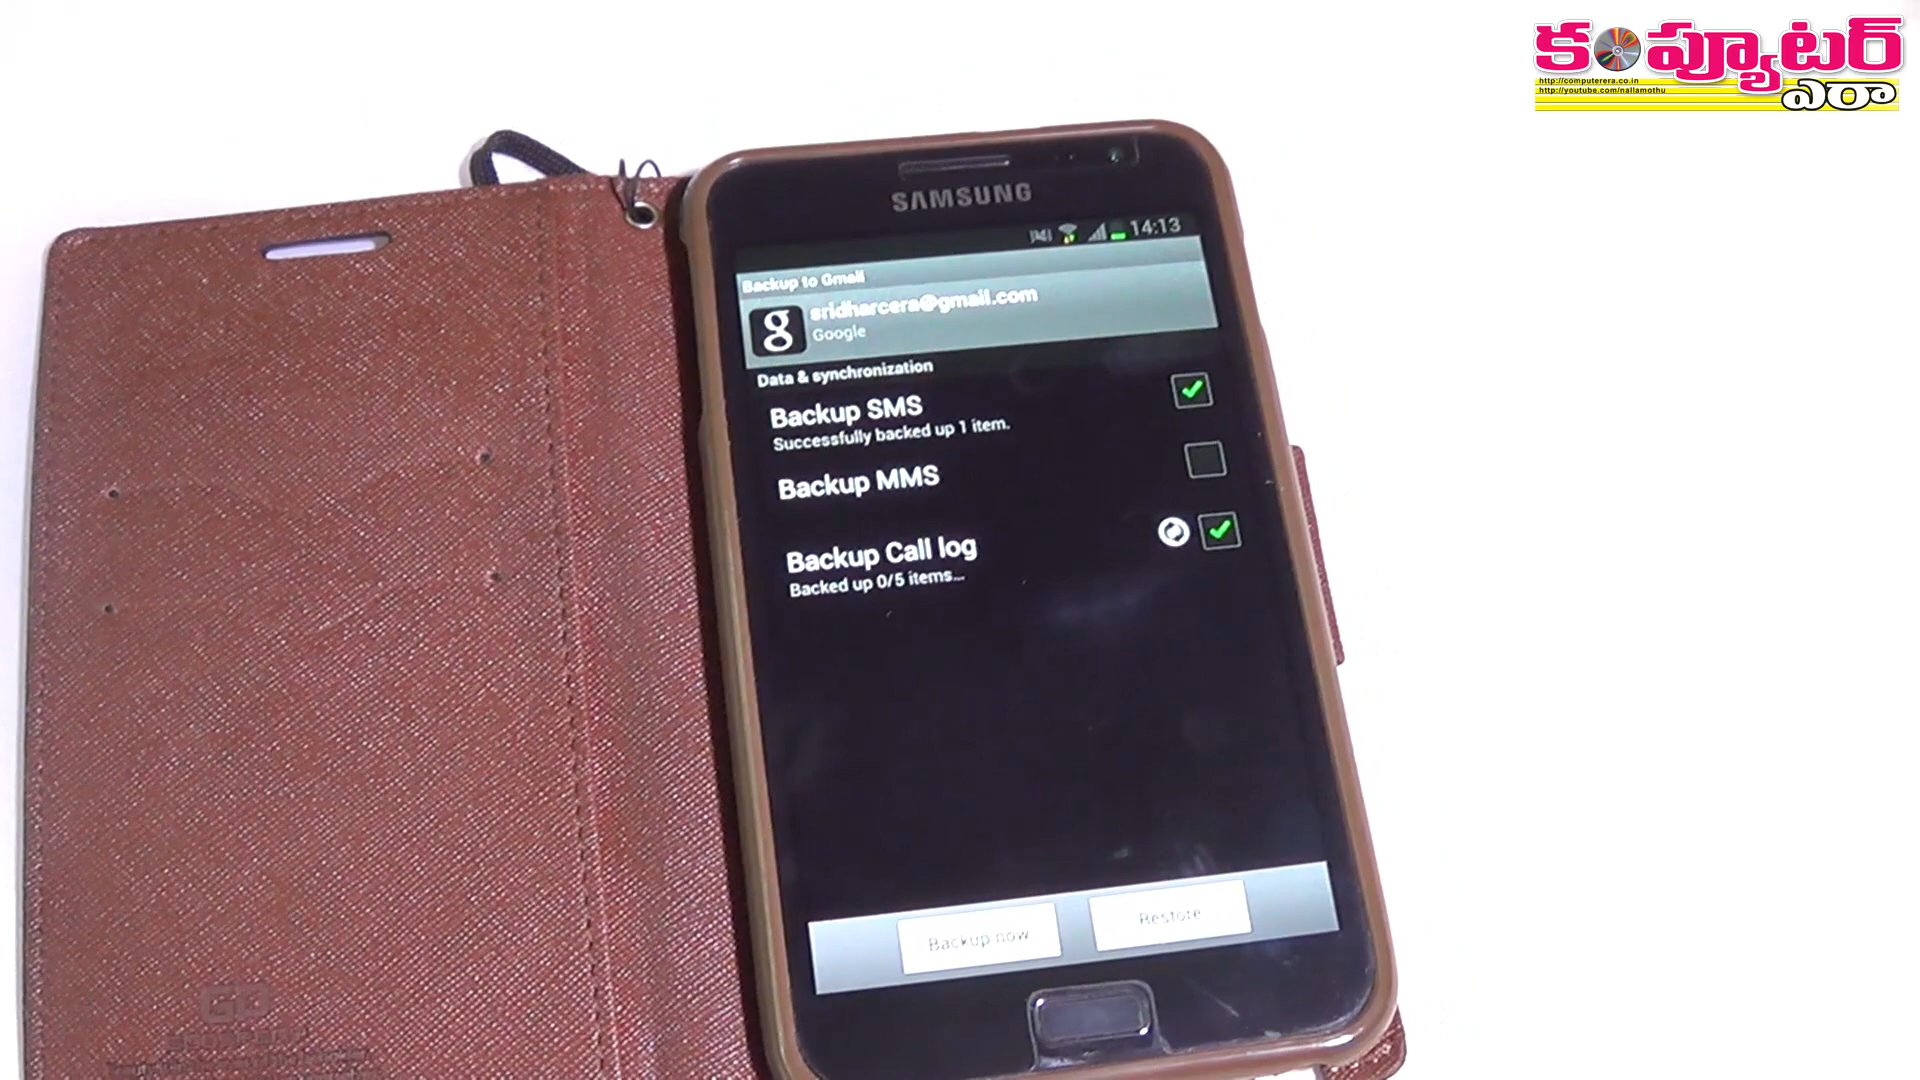 కంప్యూటర్
http://computerera.co.in
http://youtube.com/nallamothu
ఎరా
SAMSUNG
14:13
Backup to Gmail
g
sridharcera@gmail.com
Google
Data & synchronization
Backup SMS
Successfully backed up 1 item.
Backup MMS
Backup Call log
Backed up 0/5 items...
Backup now
Restore